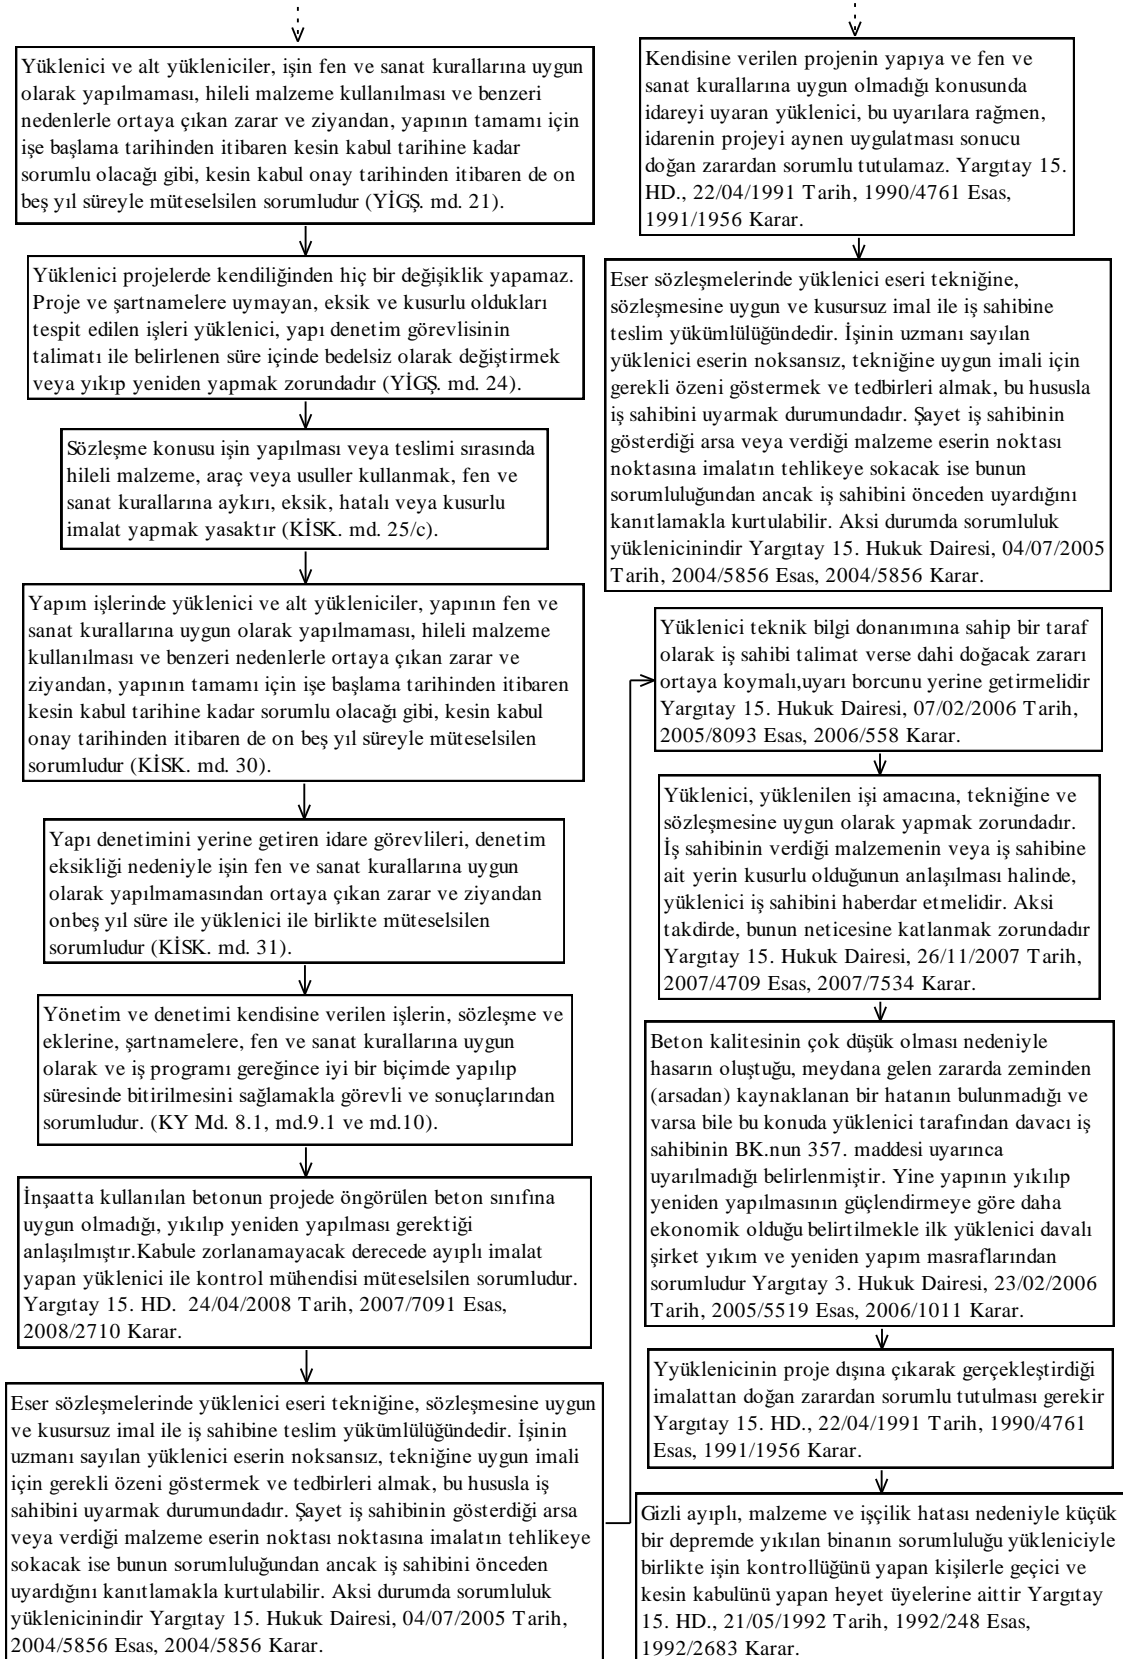 Yüklenici ve alt yükleniciler, işin fen ve sanat kurallarına uygun
olarak yapılmaması, hileli malzeme kullanılması ve benzeri
nedenlerle ortaya çıkan zarar ve ziyandan, yapının tamamı için
işe başlama tarihinden itibaren kesin kabul tarihine kadar
sorumlu olacağı gibi, kesin kabul onay tarihinden itibaren de on
beş yıl süreyle müteselsilen sorumludur (YİGŞ. md. 21).
Yüklenici projelerde kendiliğinden hiç bir değişiklik yapamaz.
Proje ve şartnamelere uymayan, eksik ve kusurlu oldukları
tespit edilen işleri yüklenici, yapı denetim görevlisinin
talimatı ile belirlenen süre içinde bedelsiz olarak değiştirmek
veya yıkıp yeniden yapmak zorundadır (YİGŞ. md. 24).
Sözleşme konusu işin yapılması veya teslimi sırasında
hileli malzeme, araç veya usuller kullanmak, fen ve
sanat kurallarına aykırı, eksik, hatalı veya kusurlu
imalat yapmak yasaktır (KİSK. md. 25/c).
Yapım işlerinde yüklenici ve alt yükleniciler, yapının fen ve
sanat kurallarına uygun olarak yapılmaması, hileli malzeme
kullanılması ve benzeri nedenlerle ortaya çıkan zarar ve
ziyandan, yapının tamamı için işe başlama tarihinden itibaren
kesin kabul tarihine kadar sorumlu olacağı gibi, kesin kabul
onay tarihinden itibaren de on beş yıl süreyle müteselsilen
sorumludur (KİSK. md. 30).
Yapı denetimini yerine getiren idare görevlileri, denetim
eksikliği nedeniyle işin fen ve sanat kurallarına uygun
olarak yapılmamasından ortaya çıkan zarar ve ziyandan
onbeş yıl süre ile yüklenici ile birlikte müteselsilen
sorumludur (KİSK. md. 31).
Yönetim ve denetimi kendisine verilen işlerin, sözleşme ve
eklerine, şartnamelere, fen ve sanat kurallarına uygun
olarak ve iş programı gereğince iyi bir biçimde yapılıp
süresinde bitirilmesini sağlamakla görevli ve sonuçlarından
sorumludur. (KY Md. 8.1, md.9.1 ve md.10).
İnşaatta kullanılan betonun projede öngörülen beton sınıfına
uygun olmadığı, yıkılıp yeniden yapılması gerektiği
anlaşılmıştır.Kabule zorlanamayacak derecede ayıplı imalat
yapan yüklenici ile kontrol mühendisi müteselsilen sorumludur.
Yargıtay 15. HD. 24/04/2008 Tarih, 2007/7091 Esas,
2008/2710 Karar.
Eser sözleşmelerinde yüklenici eseri tekniğine, sözleşmesine uygun
ve kusursuz imal ile iş sahibine teslim yükümlülüğündedir. İşinin
uzmanı sayılan yüklenici eserin noksansız, tekniğine uygun imali
için gerekli özeni göstermek ve tedbirleri almak, bu hususla iş
sahibini uyarmak durumundadır. Şayet iş sahibinin gösterdiği arsa
veya verdiği malzeme eserin noktası noktasına imalatın tehlikeye
sokacak ise bunun sorumluluğundan ancak iş sahibini önceden
uyardığını kanıtlamakla kurtulabilir. Aksi durumda sorumluluk
yüklenicinindir Yargıtay 15. Hukuk Dairesi, 04/07/2005 Tarih,
2004/5856 Esas, 2004/5856 Karar.
Kendisine verilen projenin yapıya ve fen ve
sanat kurallarına uygun olmadığı konusunda
idareyi uyaran yüklenici, bu uyarılara rağmen,
idarenin projeyi aynen uygulatması sonucu
doğan zarardan sorumlu tutulamaz. Yargıtay 15.
HD., 22/04/1991 Tarih, 1990/4761 Esas,
1991/1956 Karar.
Eser sözleşmelerinde yüklenici eseri tekniğine,
sözleşmesine uygun ve kusursuz imal ile iş sahibine
teslim yükümlülüğündedir. İşinin uzmanı sayılan
yüklenici eserin noksansız, tekniğine uygun imali için
gerekli özeni göstermek ve tedbirleri almak, bu hususla
iş sahibini uyarmak durumundadır. Şayet iş sahibinin
gösterdiği arsa veya verdiği malzeme eserin noktası
noktasına imalatın tehlikeye sokacak ise bunun
sorumluluğundan ancak iş sahibini önceden uyardığını
kanıtlamakla kurtulabilir. Aksi durumda sorumluluk
yüklenicinindir Yargıtay 15. Hukuk Dairesi, 04/07/2005
Tarih, 2004/5856 Esas, 2004/5856 Karar.
Yüklenici teknik bilgi donanımına sahip bir taraf
olarak iş sahibi talimat verse dahi doğacak zararı
ortaya koymalı,uyarı borcunu yerine getirmelidir
Yargıtay 15. Hukuk Dairesi, 07/02/2006 Tarih,
2005/8093 Esas, 2006/558 Karar.
Yüklenici, yüklenilen işi amacına, tekniğine ve
sözleşmesine uygun olarak yapmak zorundadır.
İş sahibinin verdiği malzemenin veya iş sahibine
ait yerin kusurlu olduğunun anlaşılması halinde,
yüklenici iş sahibini haberdar etmelidir. Aksi
takdirde, bunun neticesine katlanmak zorundadır
Yargıtay 15. Hukuk Dairesi, 26/11/2007 Tarih,
2007/4709 Esas, 2007/7534 Karar.
Beton kalitesinin çok düşük olması nedeniyle
hasarın oluştuğu, meydana gelen zararda zeminden
(arsadan) kaynaklanan bir hatanın bulunmadığı ve
varsa bile bu konuda yüklenici tarafından davacı iş
sahibinin BK.nun 357. maddesi uyarınca
uyarılmadığı belirlenmiştir. Yine yapının yıkılıp
yeniden yapılmasının güçlendirmeye göre daha
ekonomik olduğu belirtilmekle ilk yüklenici davalı
şirket yıkım ve yeniden yapım masraflarından
sorumludur Yargıtay 3. Hukuk Dairesi, 23/02/2006
Tarih, 2005/5519 Esas, 2006/1011 Karar.
Yyüklenicinin proje dışına çıkarak gerçekleştirdiği
imalattan doğan zarardan sorumlu tutulması gerekir
Yargıtay 15. HD., 22/04/1991 Tarih, 1990/4761
Esas, 1991/1956 Karar.
Gizli ayıplı, malzeme ve işçilik hatası nedeniyle küçük
bir depremde yıkılan binanın sorumluluğu yükleniciyle
birlikte işin kontrollüğünü yapan kişilerle geçici ve
kesin kabulünü yapan heyet üyelerine aittir Yargıtay
15. HD., 21/05/1992 Tarih, 1992/248 Esas,
1992/2683 Karar.